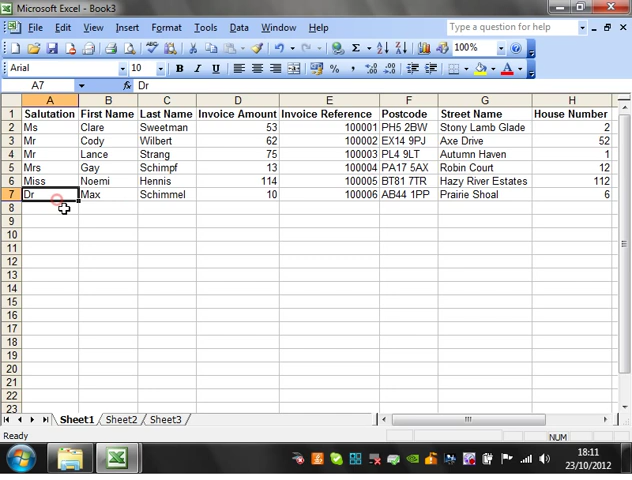 Microsoft Excel - Book3
File Edit View Insert Format Tools Data Window Help Type a question for help
Σ 100%
Arial 10 B I U %
A7 fx Dr
A B C D E F G H
1 Salutation First Name Last Name Invoice Amount Invoice Reference Postcode Street Name House Number
2 Ms Clare Sweetman 53 100001 PH5 2BW Stony Lamb Glade 2
3 Mr Cody Wilbert 62 100002 EX14 9PJ Axe Drive 52
4 Mr Lance Strang 75 100003 PL4 9LT Autumn Haven 1
5 Mrs Gay Schimpf 13 100004 PA17 5AX Robin Court 12
6 Miss Noemi Hennis 114 100005 BT81 7TR Hazy River Estates 112
7 Dr Max Schimmel 10 100006 AB44 1PP Prairie Shoal 6
8
9
10
11
12
13
14
15
16
17
18
19
20
21
22
23
Sheet1 Sheet2 Sheet3
Ready NUM
18:11
23/10/2012